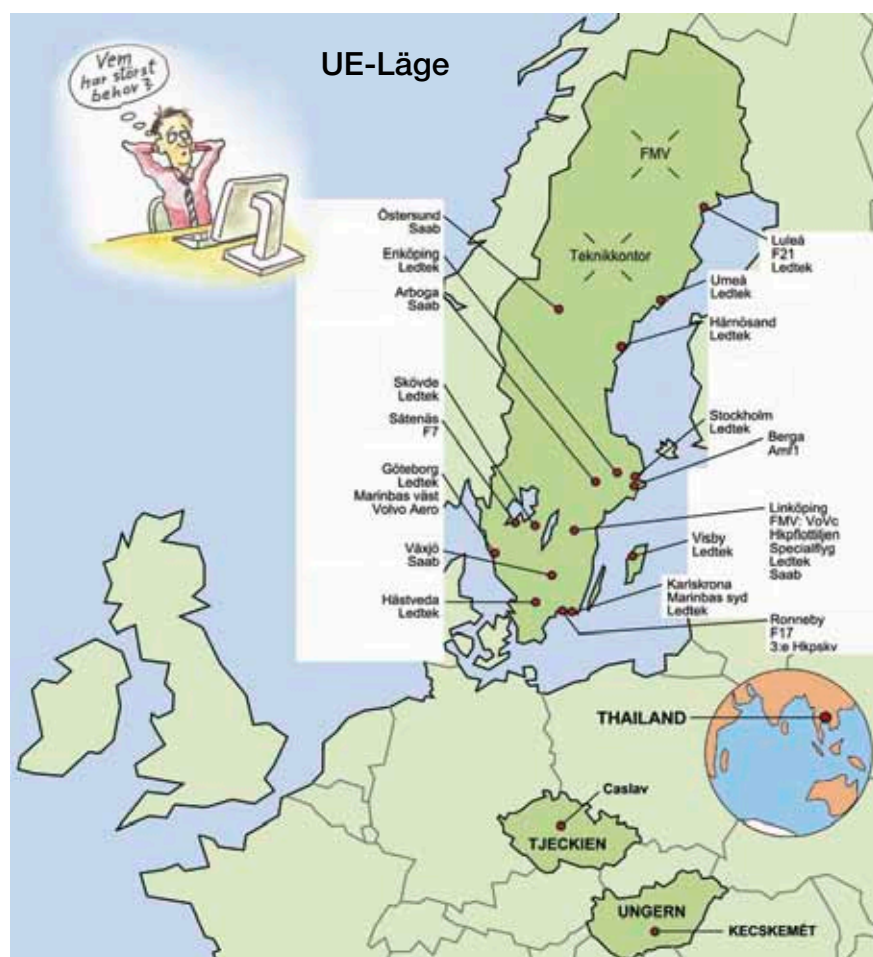 UE-Läge
Vem
har störst
behov?
FMV
Teknikkontor
Östersund
Saab
Enköping
Ledtek
Arboga
Saab
Skövde
Ledtek
Såtenäs
F7
Göteborg
Ledtek
Marinbas väst
Volvo Aero
Växjö
Saab
Hästveda
Ledtek
Luleå
F21
Ledtek
Umeå
Ledtek
Härnösand
Ledtek
Stockholm
Ledtek
Berga
Amf1
Linköping
FMV: VoVc
Hkpflottiljen
Specialflyg
Ledtek
Saab
Visby
Ledtek
Karlskrona
Marinbas syd
Ledtek
Ronneby
F17
3:e Hkpskv
THAILAND
Caslav
TJECKIEN
UNGERN
KECSKEMÉT